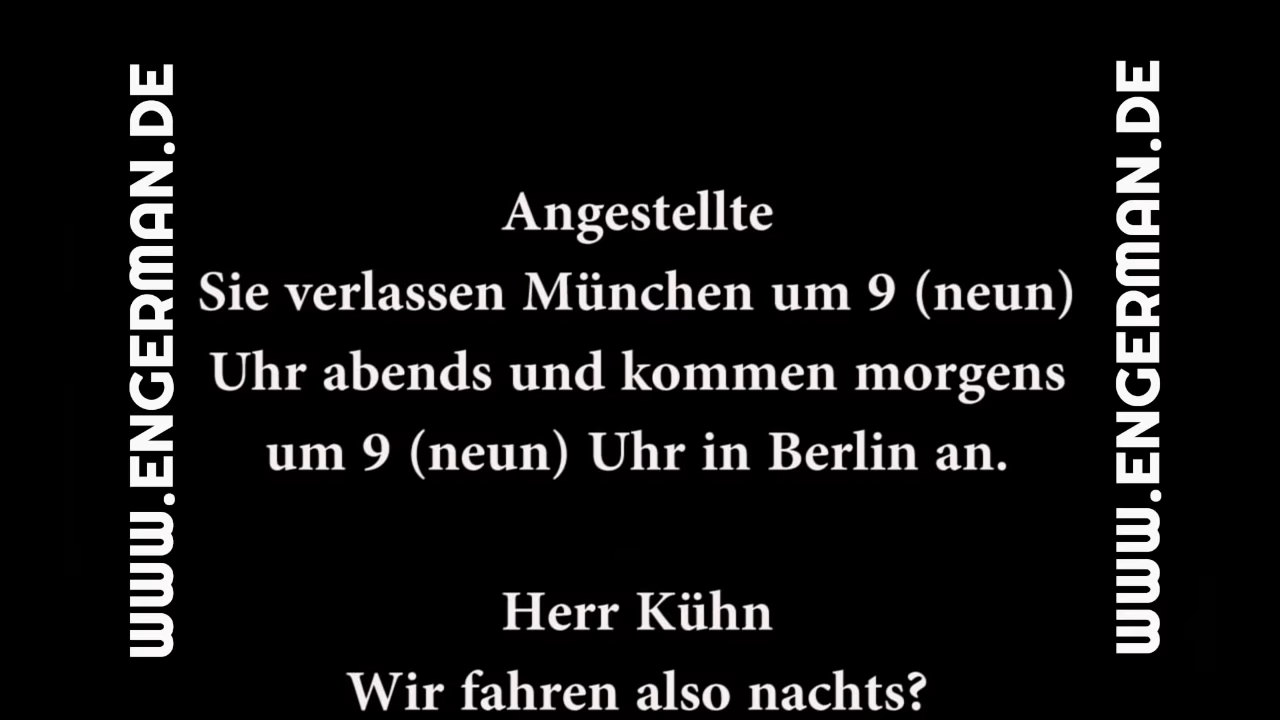 WWW.ENGERMAN.DE
Angestellte
Sie verlassen München um 9 (neun)
Uhr abends und kommen morgens
um 9 (neun) Uhr in Berlin an.
Herr Kühn
Wir fahren also nachts?
WWW.ENGERMAN.DE